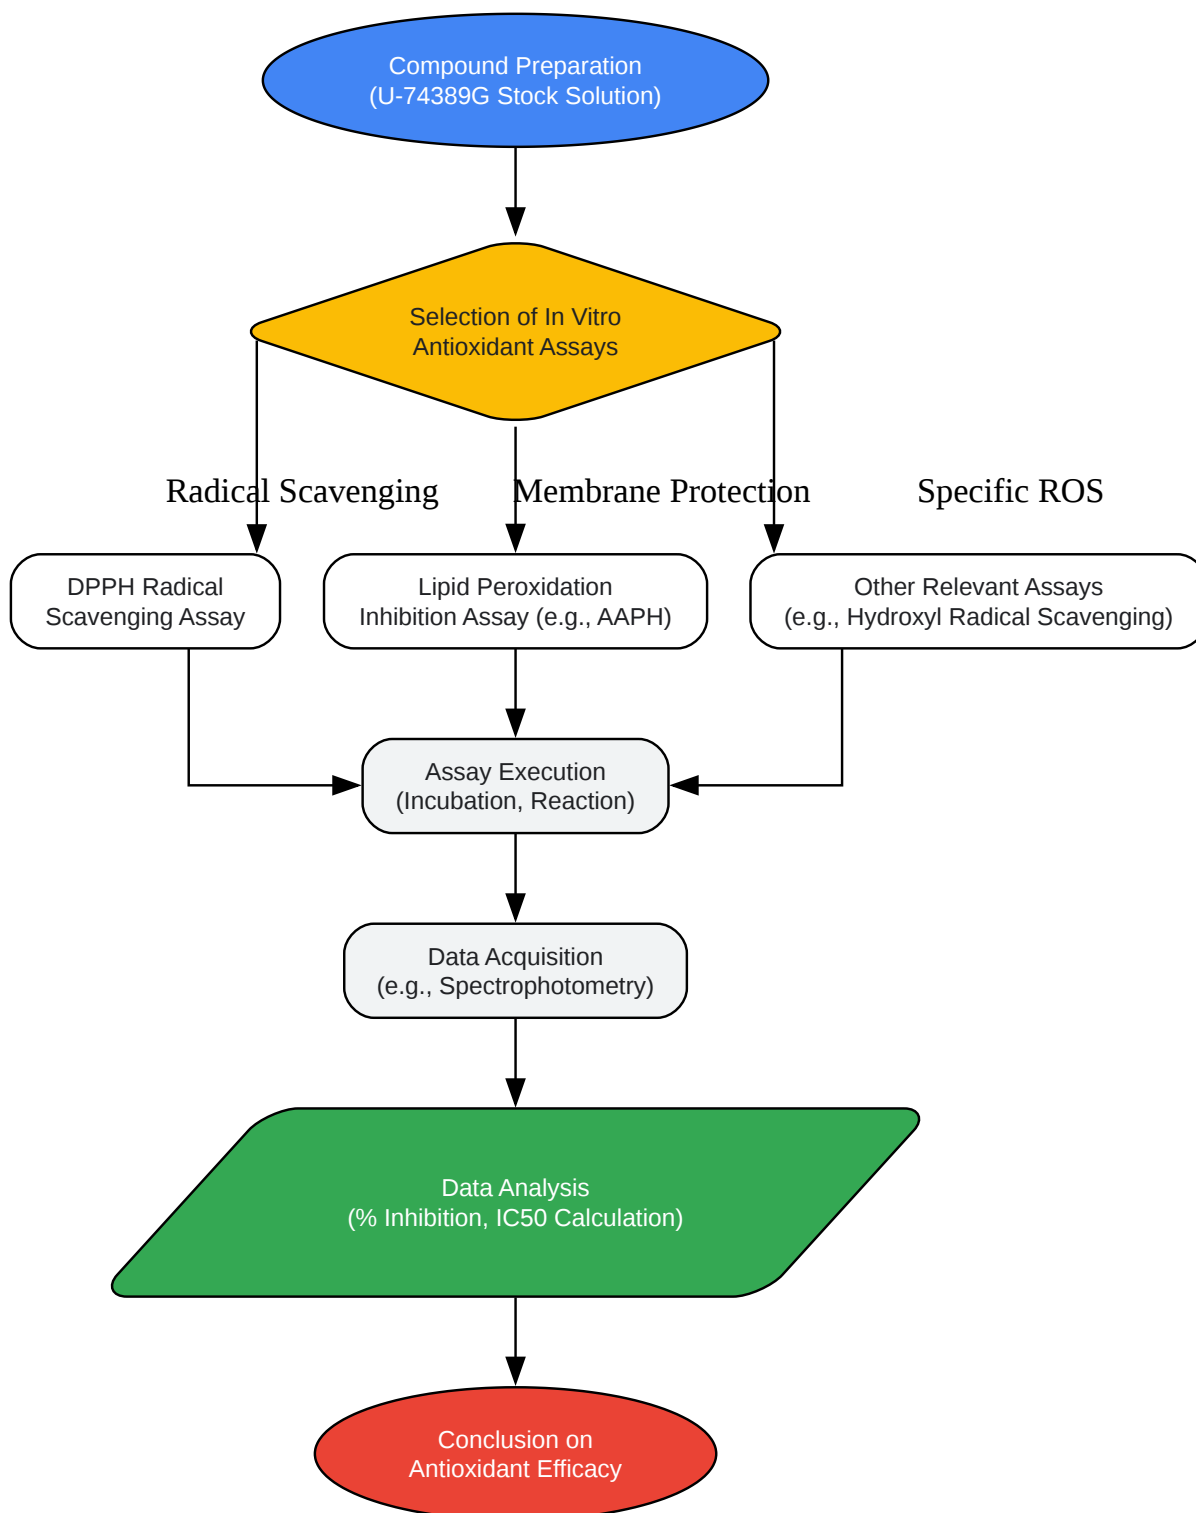 Compound Preparation
(U-74389G Stock Solution)
Selection of In Vitro
Antioxidant Assays
Radical Scavenging
Membrane Protection
Specific ROS
DPPH Radical
Scavenging Assay
Lipid Peroxidation
Inhibition Assay (e.g., AAPH)
Other Relevant Assays
(e.g., Hydroxyl Radical Scavenging)
Assay Execution
(Incubation, Reaction)
Data Acquisition
(e.g., Spectrophotometry)
Data Analysis
(% Inhibition, IC50 Calculation)
Conclusion on
Antioxidant Efficacy